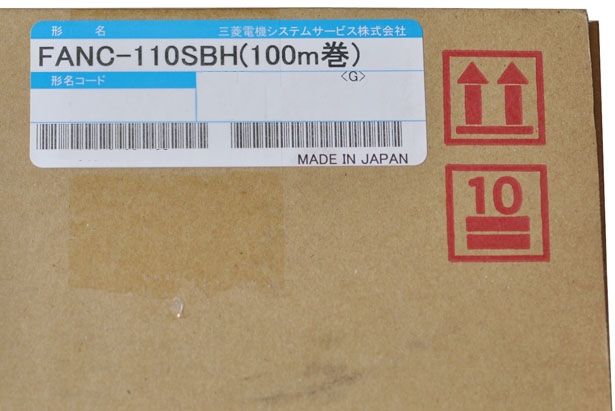 形 名 三菱電機システムサービス株式会社
FANC-110SBH(100m巻)
形名コード <G>
MADE IN JAPAN
10